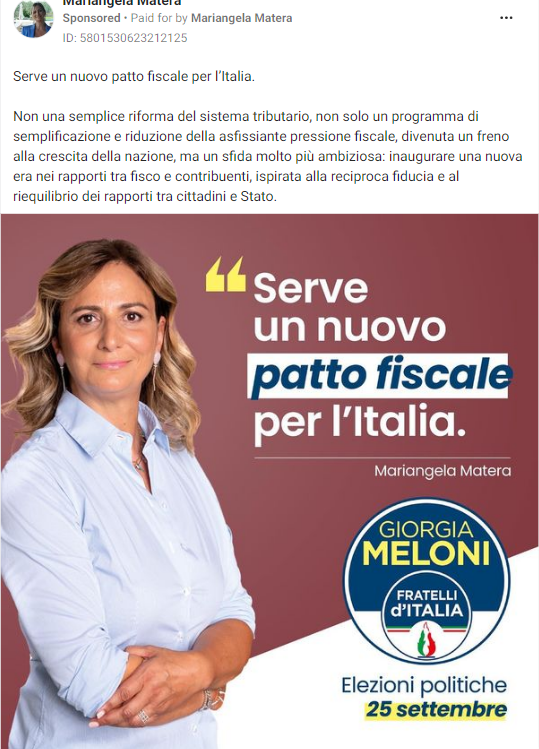 Mariangela Matera
Sponsored • Paid for by Mariangela Matera
ID: 5801530623212125
Serve un nuovo patto fiscale per l'Italia.
Non una semplice riforma del sistema tributario, non solo un programma di
semplificazione e riduzione della asfissiante pressione fiscale, divenuta un freno
alla crescita della nazione, ma un sfida molto più ambiziosa: inaugurare una nuova
era nei rapporti tra fisco e contribuenti, ispirata alla reciproca fiducia e al
riequilibrio dei rapporti tra cittadini e Stato.
“Serve
un nuovo
patto fiscale
per l'Italia.
Mariangela Matera
GIORGIA
MELONI
FRATELLI
d'ITALIA
Elezioni politiche
25 settembre